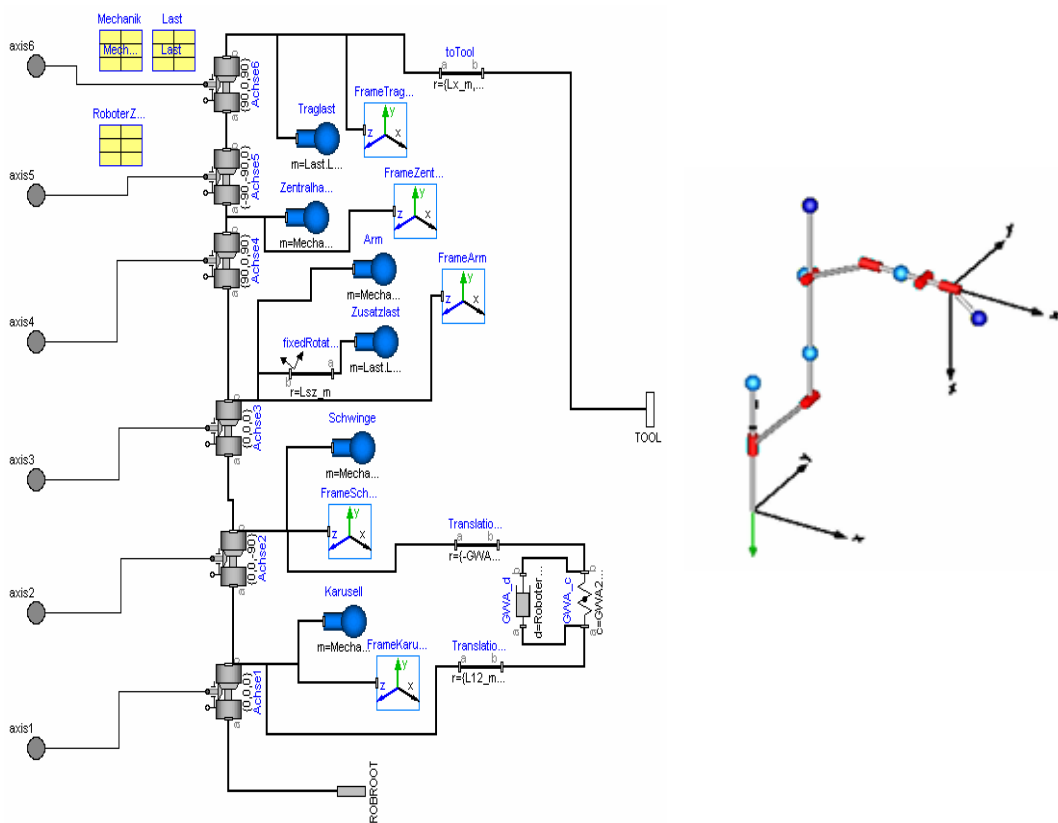 Mechanik
Last
axis6
Mech...
Last
b
{90,0,90}
Achse6
a
toTool
a
b
r={Lx_m,...
Traglast
FrameTrag...
y
z
x
m=Last.L...
RoboterZ...
axis5
b
{-90,-90,0}
Achse5
a
Zentralha...
FrameZent...
y
z
x
m=Mecha...
axis4
b
{90,0,90}
Achse4
a
Arm
FrameArm
y
z
x
m=Mecha...
Zusatzlast
fixedRotat...
a
b
r=Lsz_m
m=Last.L...
axis3
b
{0,0,0}
Achse3
a
TOOL
Schwinge
m=Mecha...
FrameSch...
y
z
x
axis2
b
{0,0,-90}
Achse2
a
Translatio...
a
b
r={-GWA...
GWA_d
b
a
d=Roboter...
GWA_c
b
a
c=GWA2...
Karusell
m=Mecha...
FrameKaru...
y
z
x
Translatio...
a
b
r={L12_m...
axis1
b
{0,0,0}
Achse1
a
ROBROOT